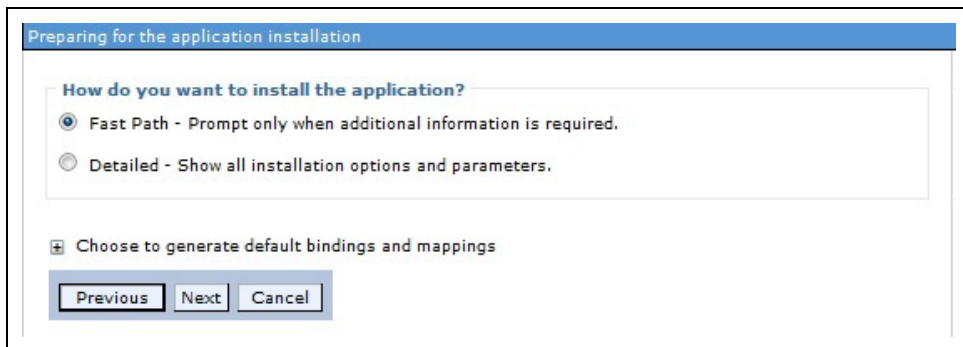 Preparing for the application installation
How do you want to install the application?
Fast Path - Prompt only when additional information is required.
Detailed - Show all installation options and parameters.
Choose to generate default bindings and mappings
Previous Next Cancel